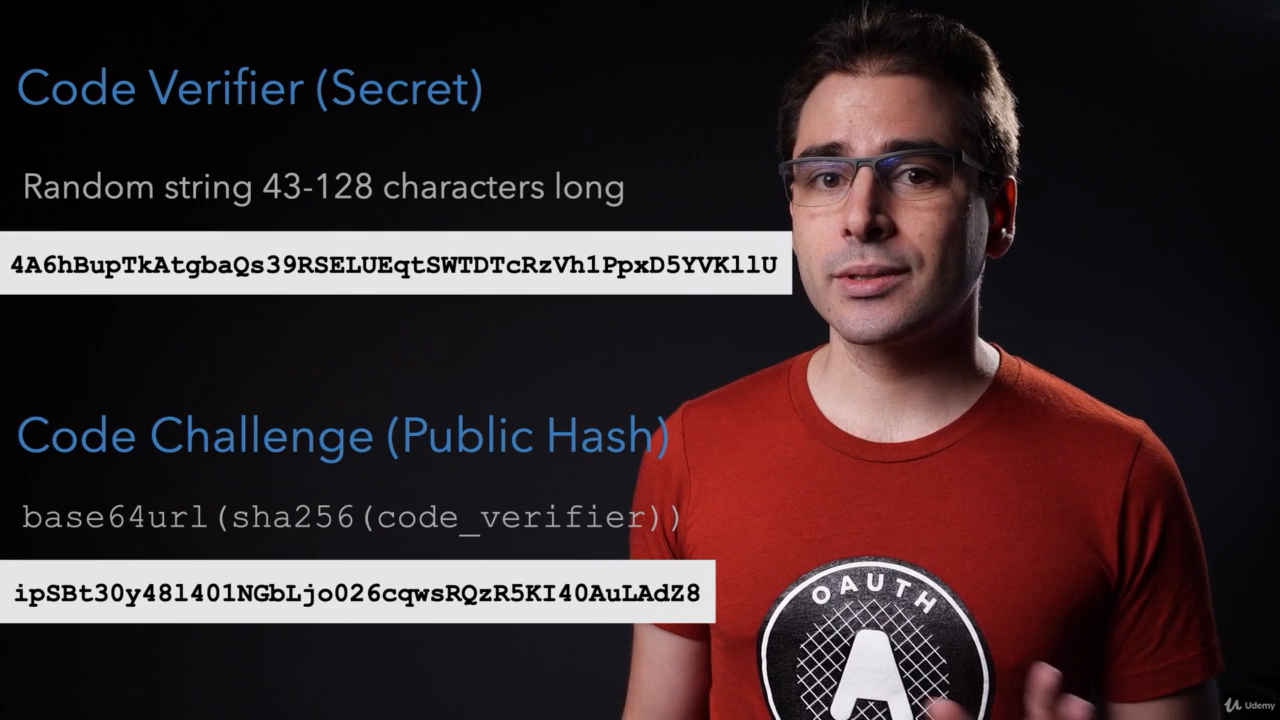 Code Verifier (Secret)
Random string 43-128 characters long
4A6hBupTkAtgbaQs39RSELUEqtSWTDTcRzVh1PpxD5YVKllU
Code Challenge (Public Hash)
base64url(sha256(code_verifier))
ipSBt30y48l401NGbLjo026cqwsRQzR5KI40AuLAdZ8
OAUTH
A
Udemy